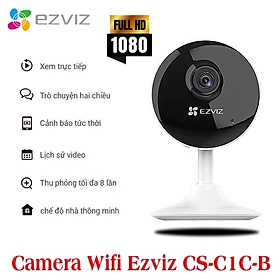 ezviz
FULL HD
1080
Xem trực tiếp
Trò chuyện hai chiều
Cảnh báo tức thời
Lịch sử video
Thu phóng tối đa 8 lần
chế độ nhà thông minh
EZVIZ
Camera Wifi Ezviz CS-C1C-B